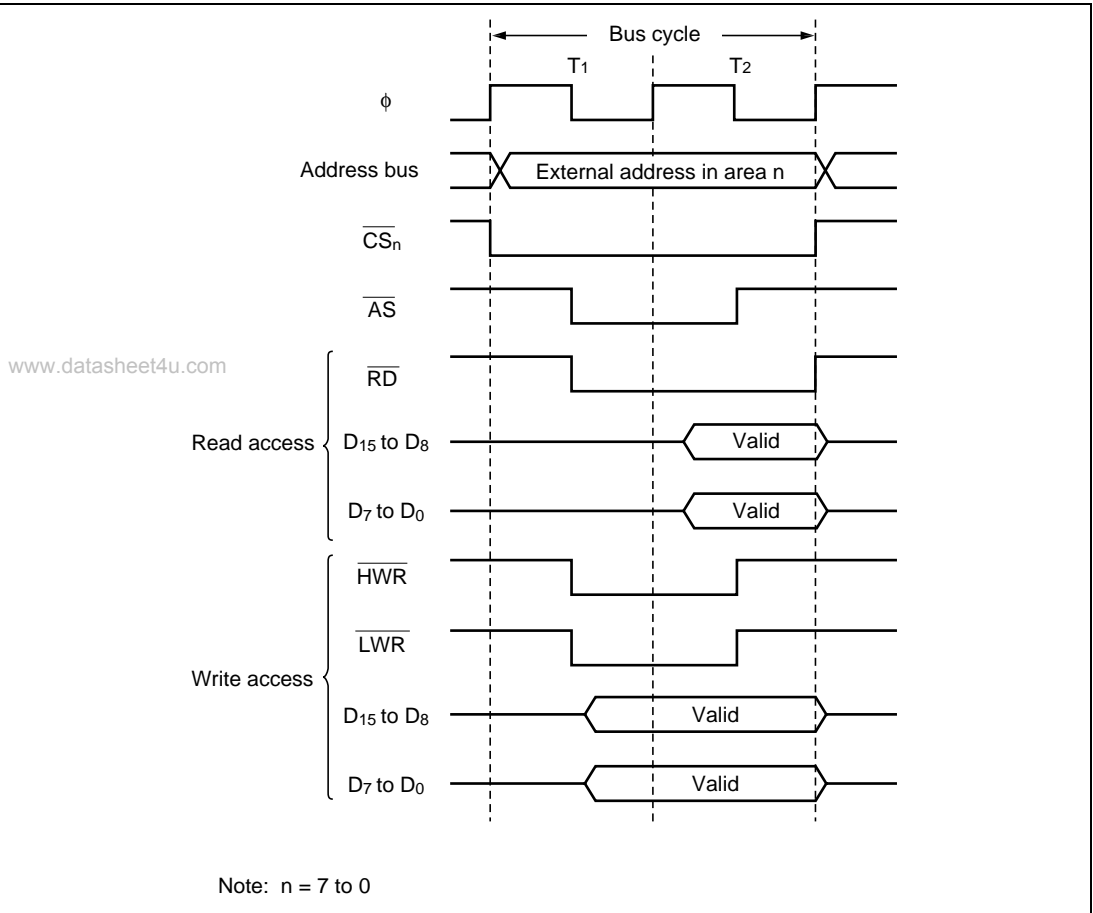 Bus cycle
T1 T2
ϕ
Address bus External address in area n
CSn
AS
www.datasheet4u.com
RD
Read access D15 to D8 Valid
D7 to D0 Valid
HWR
LWR
Write access
D15 to D8 Valid
D7 to D0 Valid
Note: n = 7 to 0